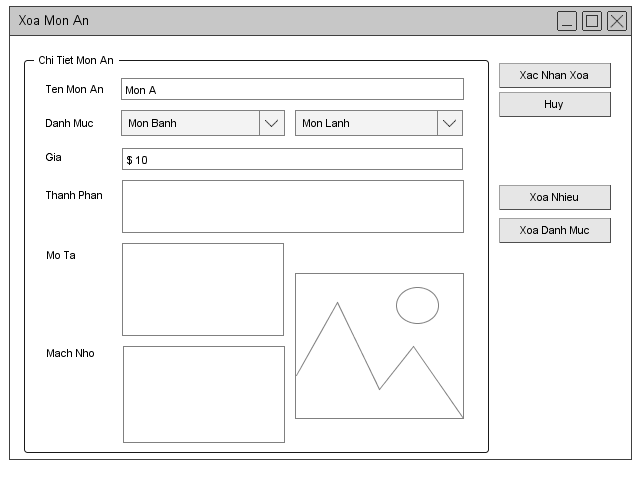 Xoa Mon An
Chi Tiet Mon An
Ten Mon An
Mon A
Danh Muc
Mon Banh
Mon Lanh
Gia
$ 10
Thanh Phan
Mo Ta
Mach Nho
Xac Nhan Xoa
Huy
Xoa Nhieu
Xoa Danh Muc